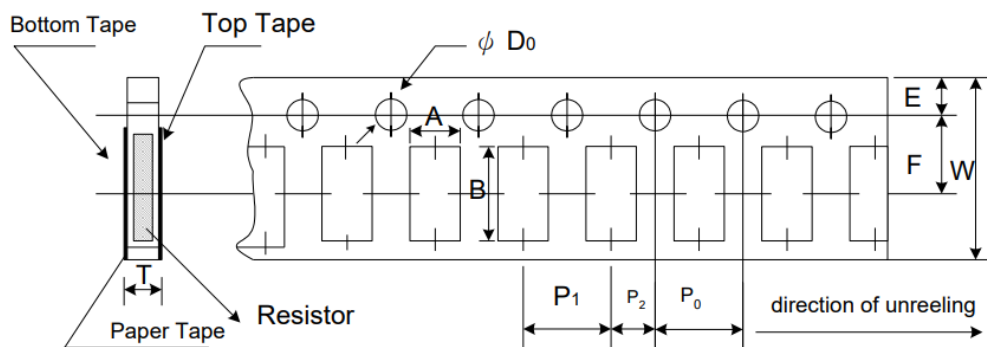 Bottom Tape
Top Tape
ψ D0
A
E
B
F
W
T
P1
P2
P0
Resistor
direction of unreeling
Paper Tape